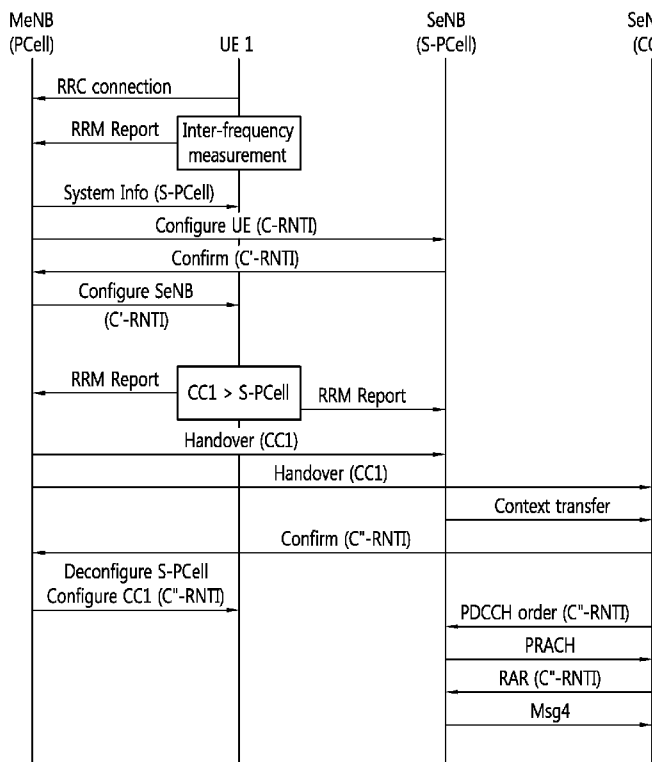 MeNB
(PCell)
UE 1
SeNB
(S-PCell)
RRC connection
RRM Report
Inter-frequency
measurement
System Info (S-PCell)
Configure UE (C-RNTI)
Confirm (C'-RNTI)
Configure SeNB
(C'-RNTI)
RRM Report
CC1 > S-PCell
RRM Report
Handover (CC1)
Handover (CC1)
Context transfer
Confirm (C"-RNTI)
Deconfigure S-PCell
Configure CC1 (C"-RNTI)
PDCCH order (C"-RNTI)
PRACH
RAR (C"-RNTI)
Msg4